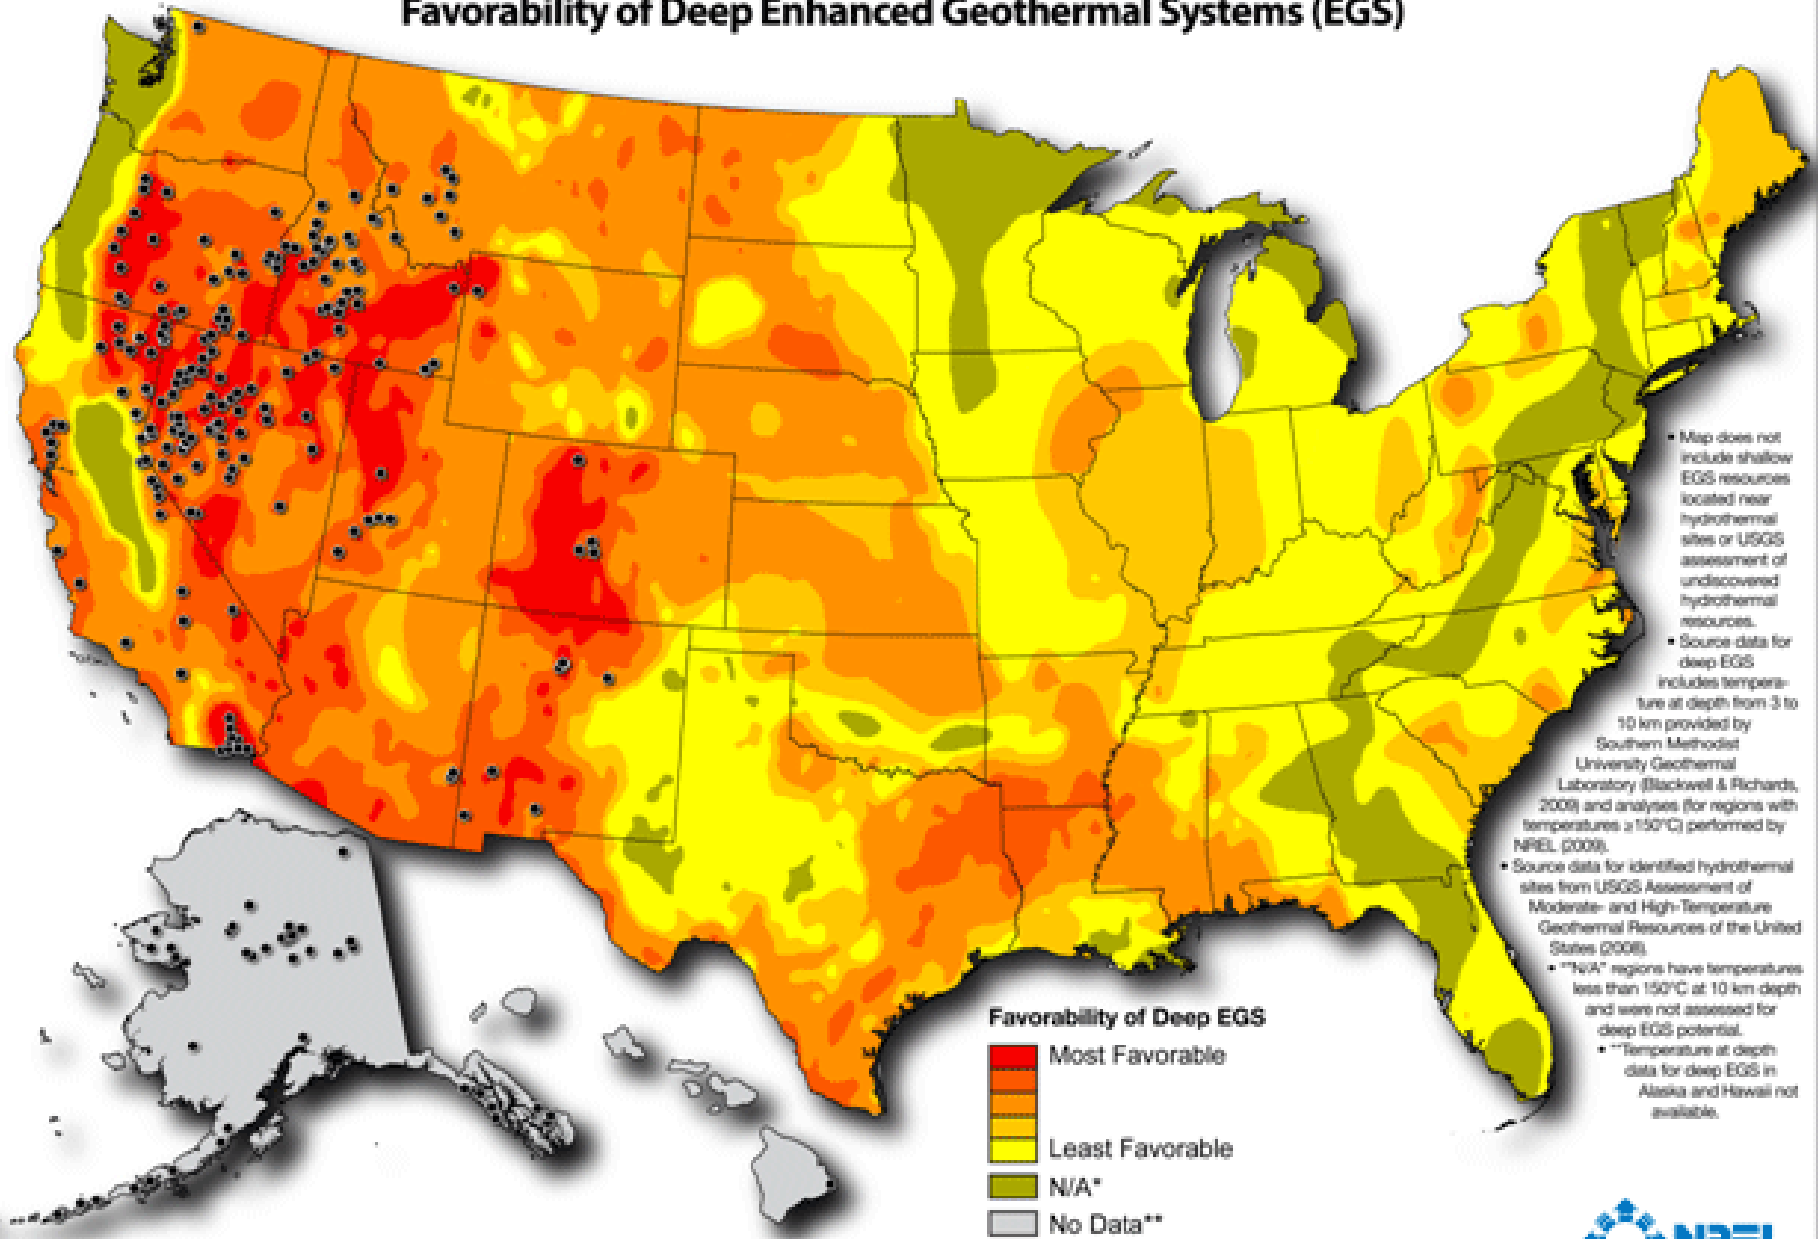 Favorability of Deep Enhanced Geothermal Systems (EGS)
• Map does not
include shallow
EGS resources
located near
hydrothermal
sites or USGS
assessment of
undiscovered
hydrothermal
resources.
• Source data for
deep EGS
includes tempera-
ture at depth from 3 to
10 km provided by
Southern Methodist
University Geothermal
Laboratory (Blackwell & Richards,
2009) and analyses (for regions with
temperatures ≥150°C) performed by
NREL (2009).
• Source data for identified hydrothermal
sites from USGS Assessment of
Moderate- and High-Temperature
Geothermal Resources of the United
States (2008).
• *"N/A" regions have temperatures
less than 150°C at 10 km depth
and were not assessed for
deep EGS potential.
• **Temperature at depth
data for deep EGS in
Alaska and Hawaii not
available.
Favorability of Deep EGS
Most Favorable
Least Favorable
N/A*
No Data**
NREL